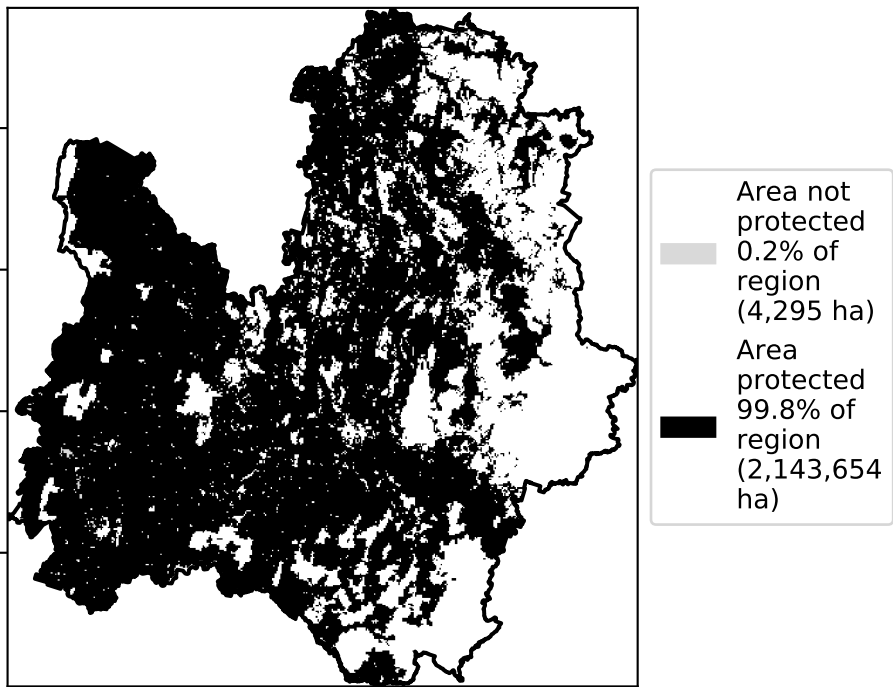 Area not
protected
0.2% of
region
(4,295 ha)
Area
protected
99.8% of
region
(2,143,654
ha)